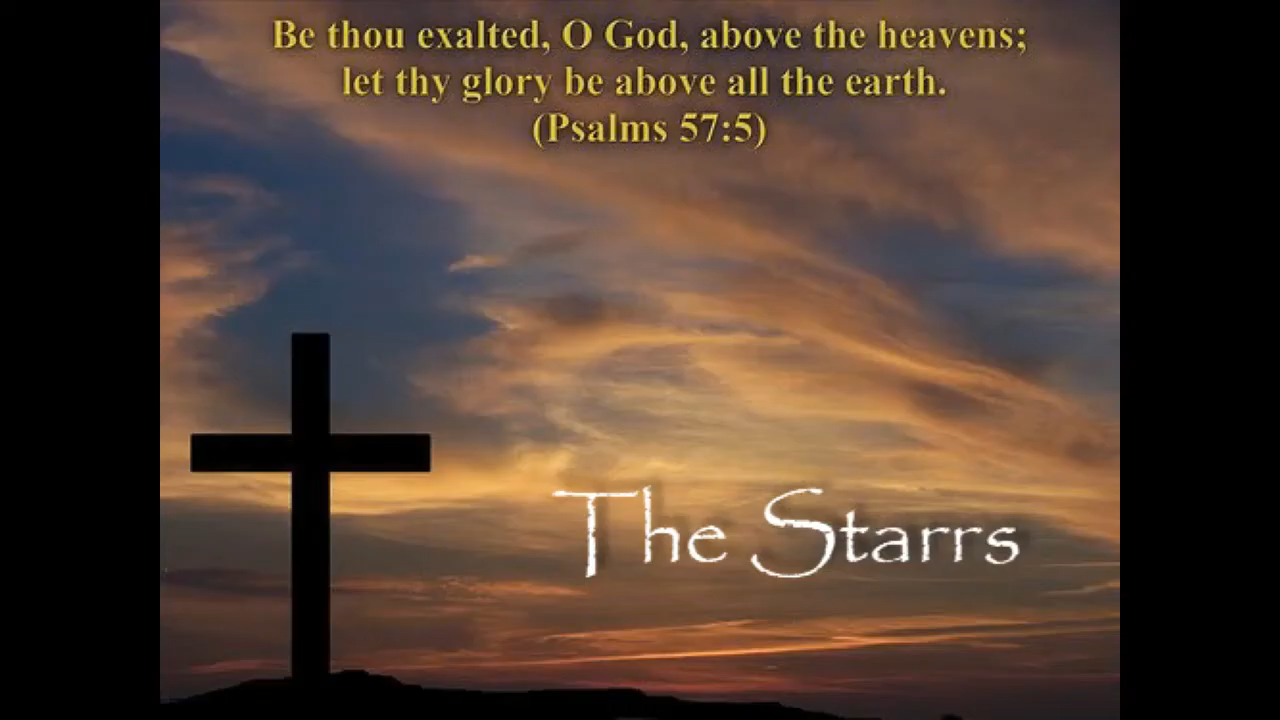 Be thou exalted, O God, above the heavens;
let thy glory be above all the earth.
(Psalms 57:5)
The Starrs